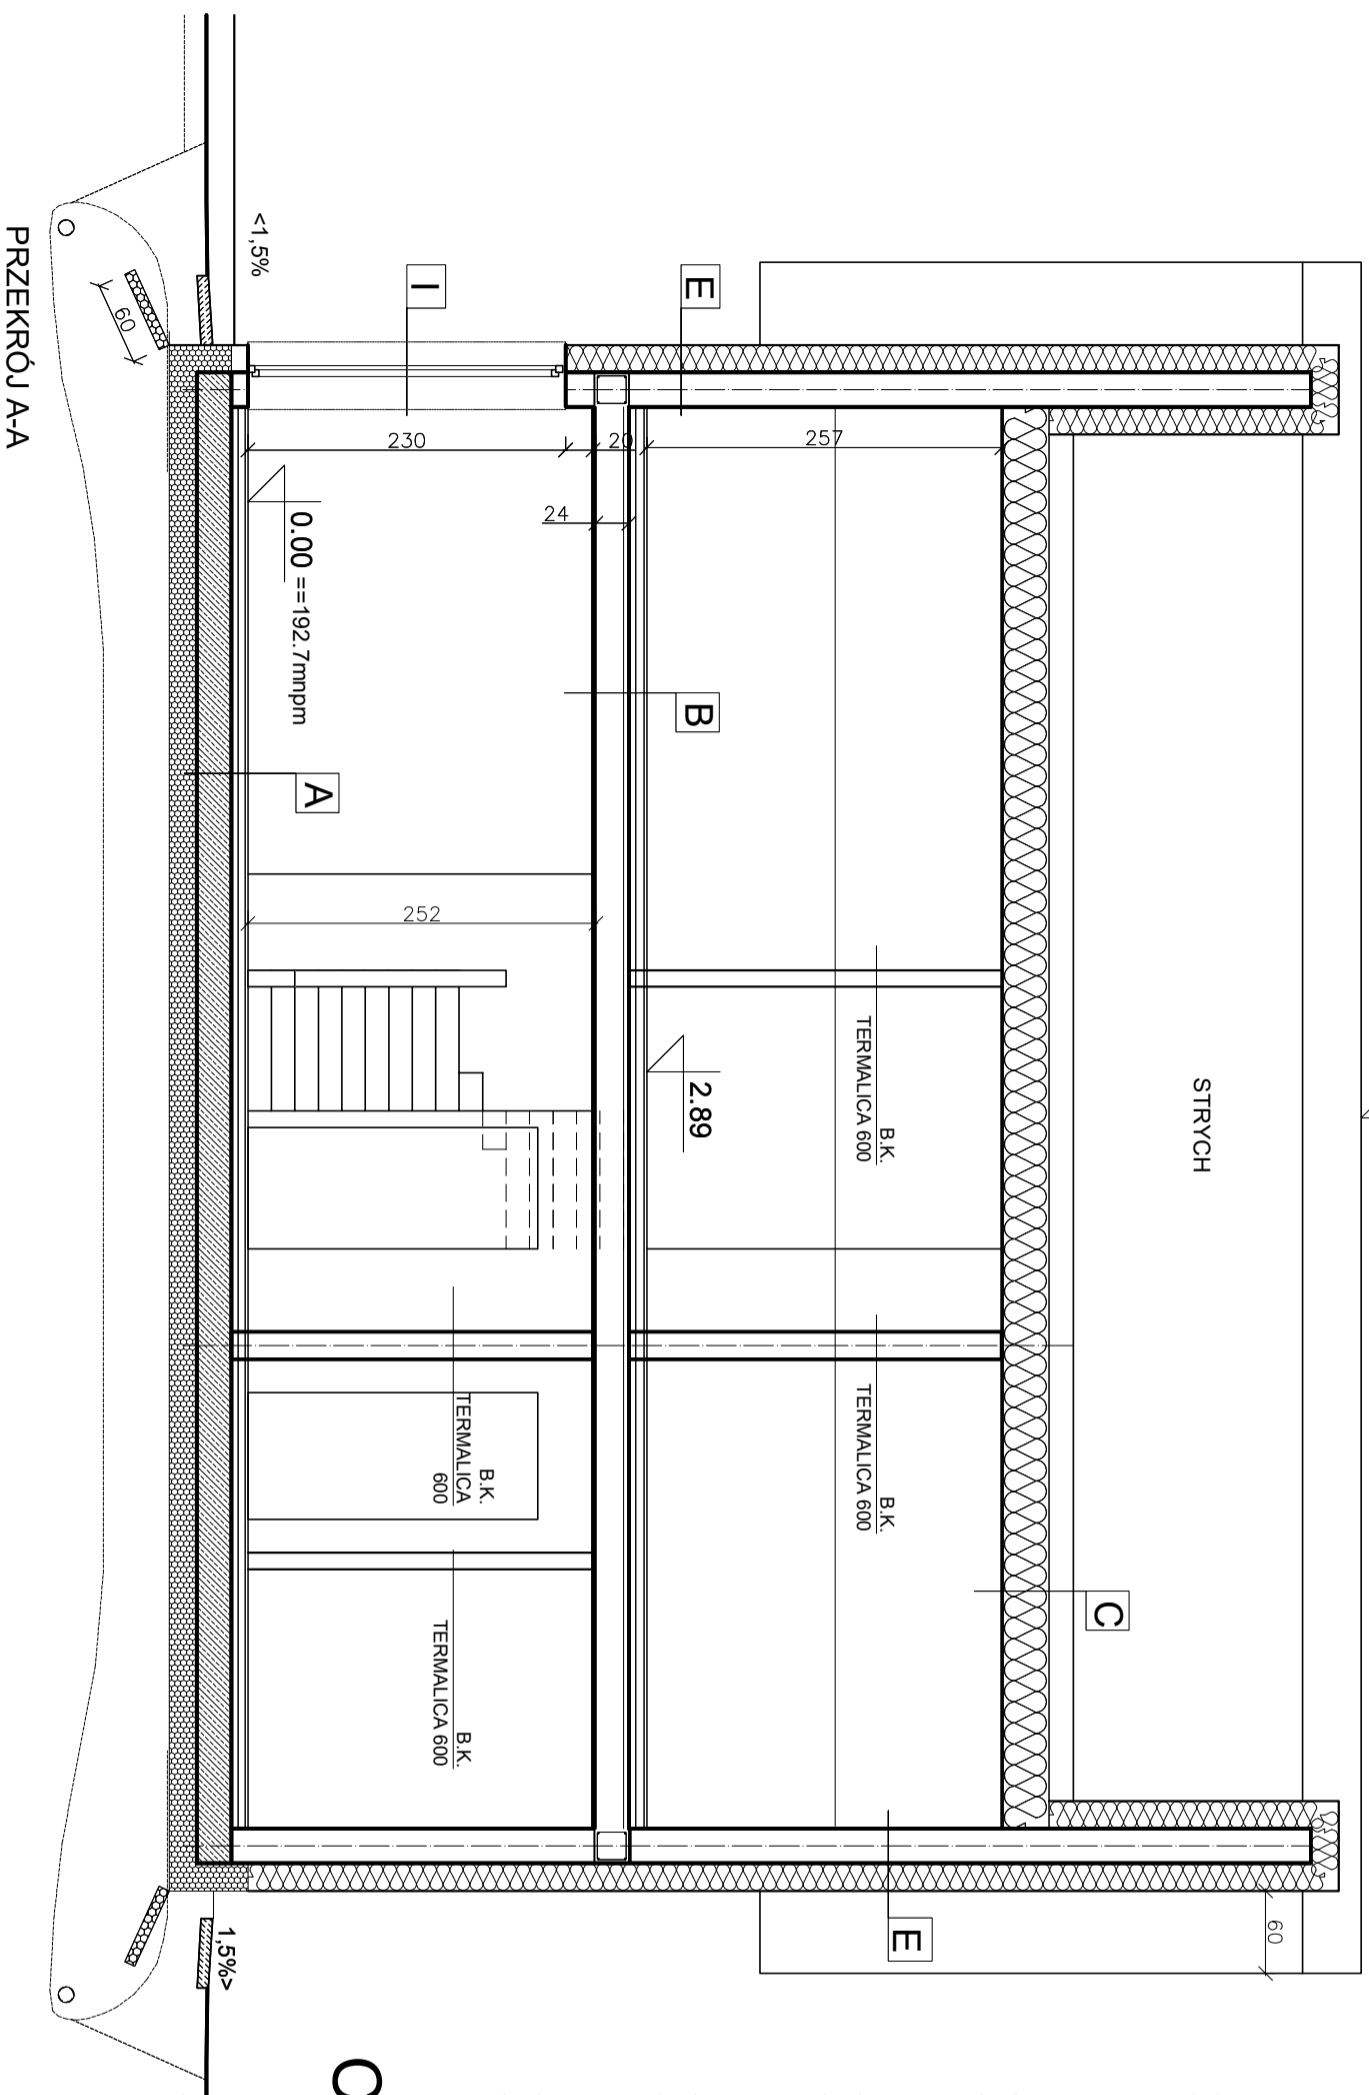 STRYCH
60
C
E
E
257
B.K.
TERMALICA 600
B.K.
TERMALICA 600
2.89
B
20
24
I
230
252
0.00 ==192.7mnpm
B.K.
TERMALICA
600
B.K.
TERMALICA 600
A
<1,5%
1,5%>
60
PRZEKRÓJ A-A
C